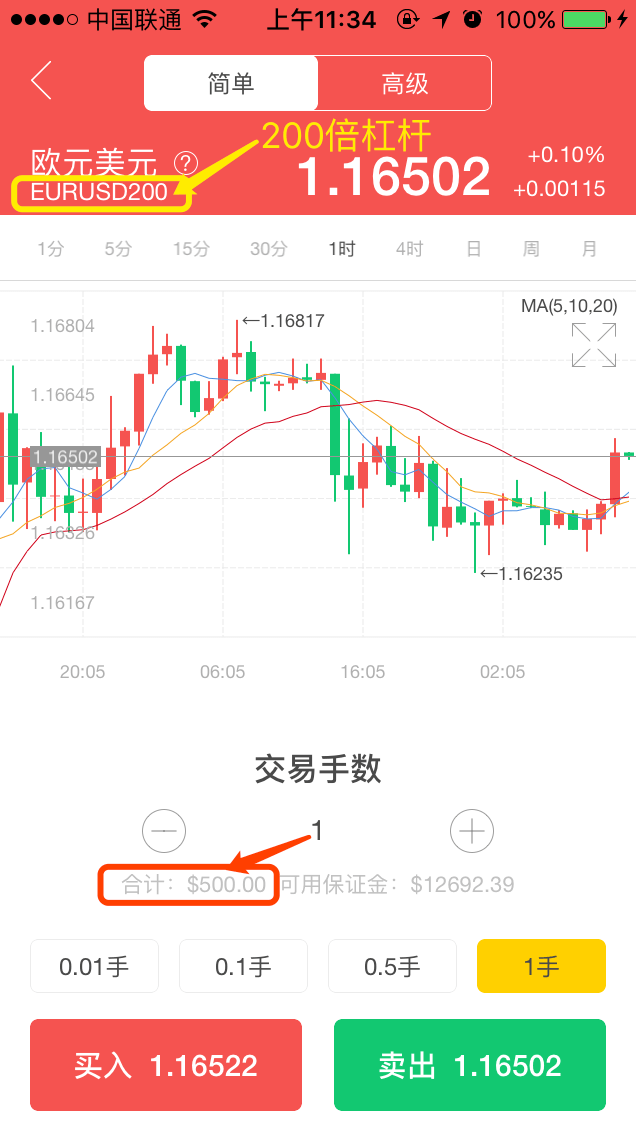 中国联通 上午11:34 100%
简单 高级
200倍杠杆
欧元美元 ? 1.16502 +0.10%
EURUSD200 +0.00115
1分 5分 15分 30分 1时 4时 日 周 月
MA(5,10,20)
1.16804 ←1.16817
1.16645
1.16502
1.16326
←1.16235
1.16167
20:05 06:05 16:05 02:05
交易手数
1
合计：$500.00 可用保证金：$12692.39
0.01手 0.1手 0.5手 1手
买入 1.16522 卖出 1.16502